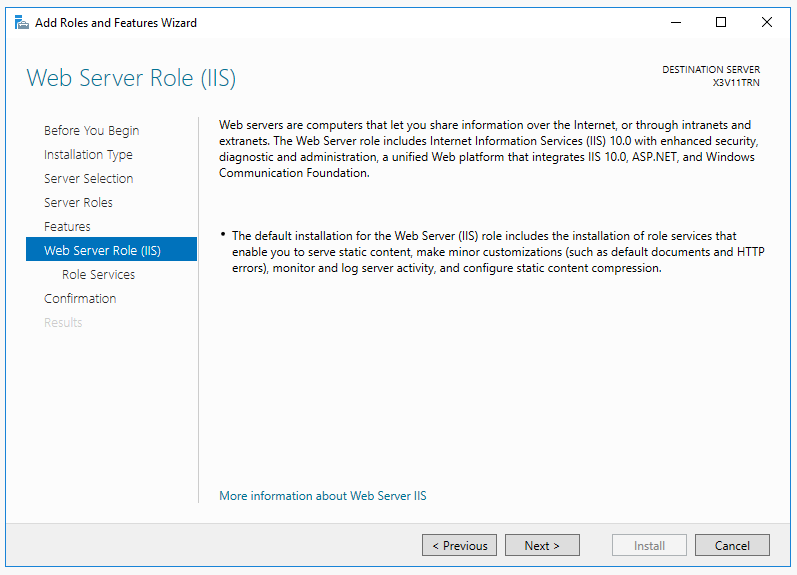 Add Roles and Features Wizard
Web Server Role (IIS)
DESTINATION SERVER
X3V11TRN
Before You Begin
Installation Type
Server Selection
Server Roles
Features
Web Server Role (IIS)
Role Services
Confirmation
Results
Web servers are computers that let you share information over the Internet, or through intranets and
extranets. The Web Server role includes Internet Information Services (IIS) 10.0 with enhanced security,
diagnostic and administration, a unified Web platform that integrates IIS 10.0, ASP.NET, and Windows
Communication Foundation.
• The default installation for the Web Server (IIS) role includes the installation of role services that
enable you to serve static content, make minor customizations (such as default documents and HTTP
errors), monitor and log server activity, and configure static content compression.
More information about Web Server IIS
< Previous
Next >
Install
Cancel